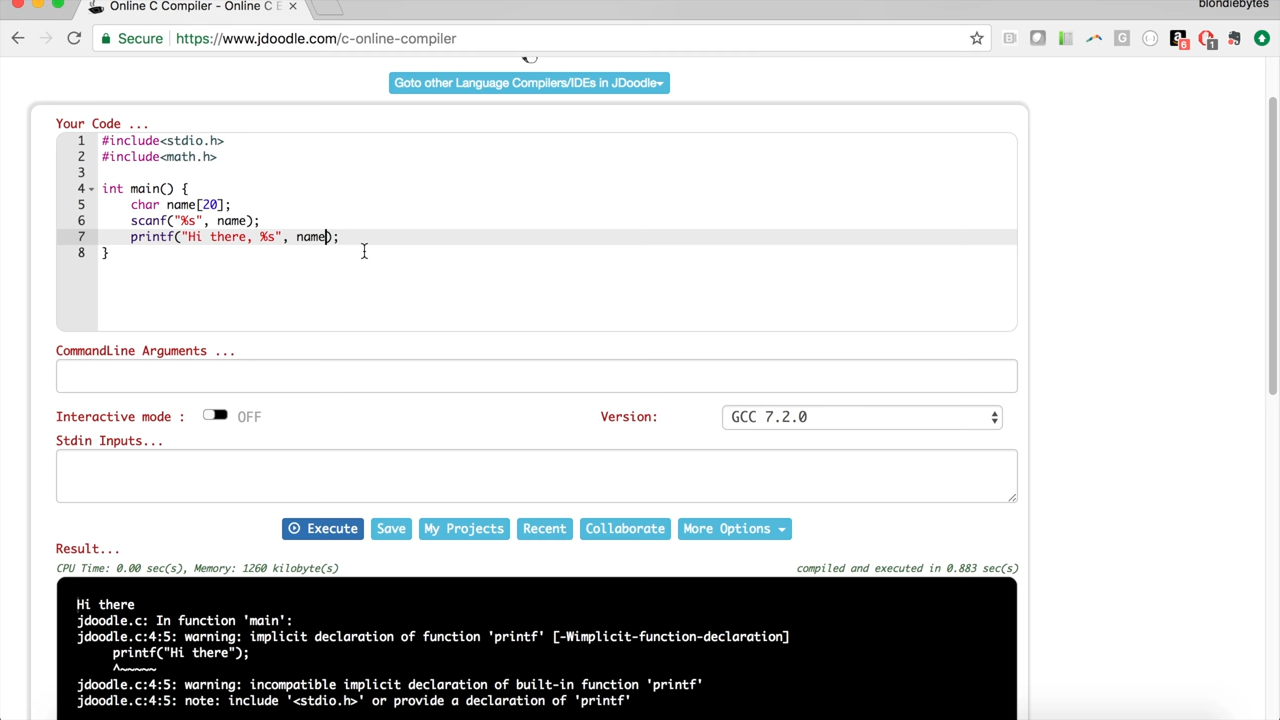 Online C Compiler - Online C E
blondiebytes
Secure https://www.jdoodle.com/c-online-compiler
6
1
Goto other Language Compilers/IDEs in JDoodle
Your Code ...
1 #include<stdio.h>
2 #include<math.h>
3
4 int main() {
5 char name[20];
6 scanf("%s", name);
7 printf("Hi there, %s", name);
8 }
CommandLine Arguments ...
Interactive mode : OFF
Version: GCC 7.2.0
Stdin Inputs...
Execute Save My Projects Recent Collaborate More Options
Result...
CPU Time: 0.00 sec(s), Memory: 1260 kilobyte(s)
compiled and executed in 0.883 sec(s)
Hi there
jdoodle.c: In function 'main':
jdoodle.c:4:5: warning: implicit declaration of function 'printf' [-Wimplicit-function-declaration]
printf("Hi there");
^~~~~~
jdoodle.c:4:5: warning: incompatible implicit declaration of built-in function 'printf'
jdoodle.c:4:5: note: include '<stdio.h>' or provide a declaration of 'printf'